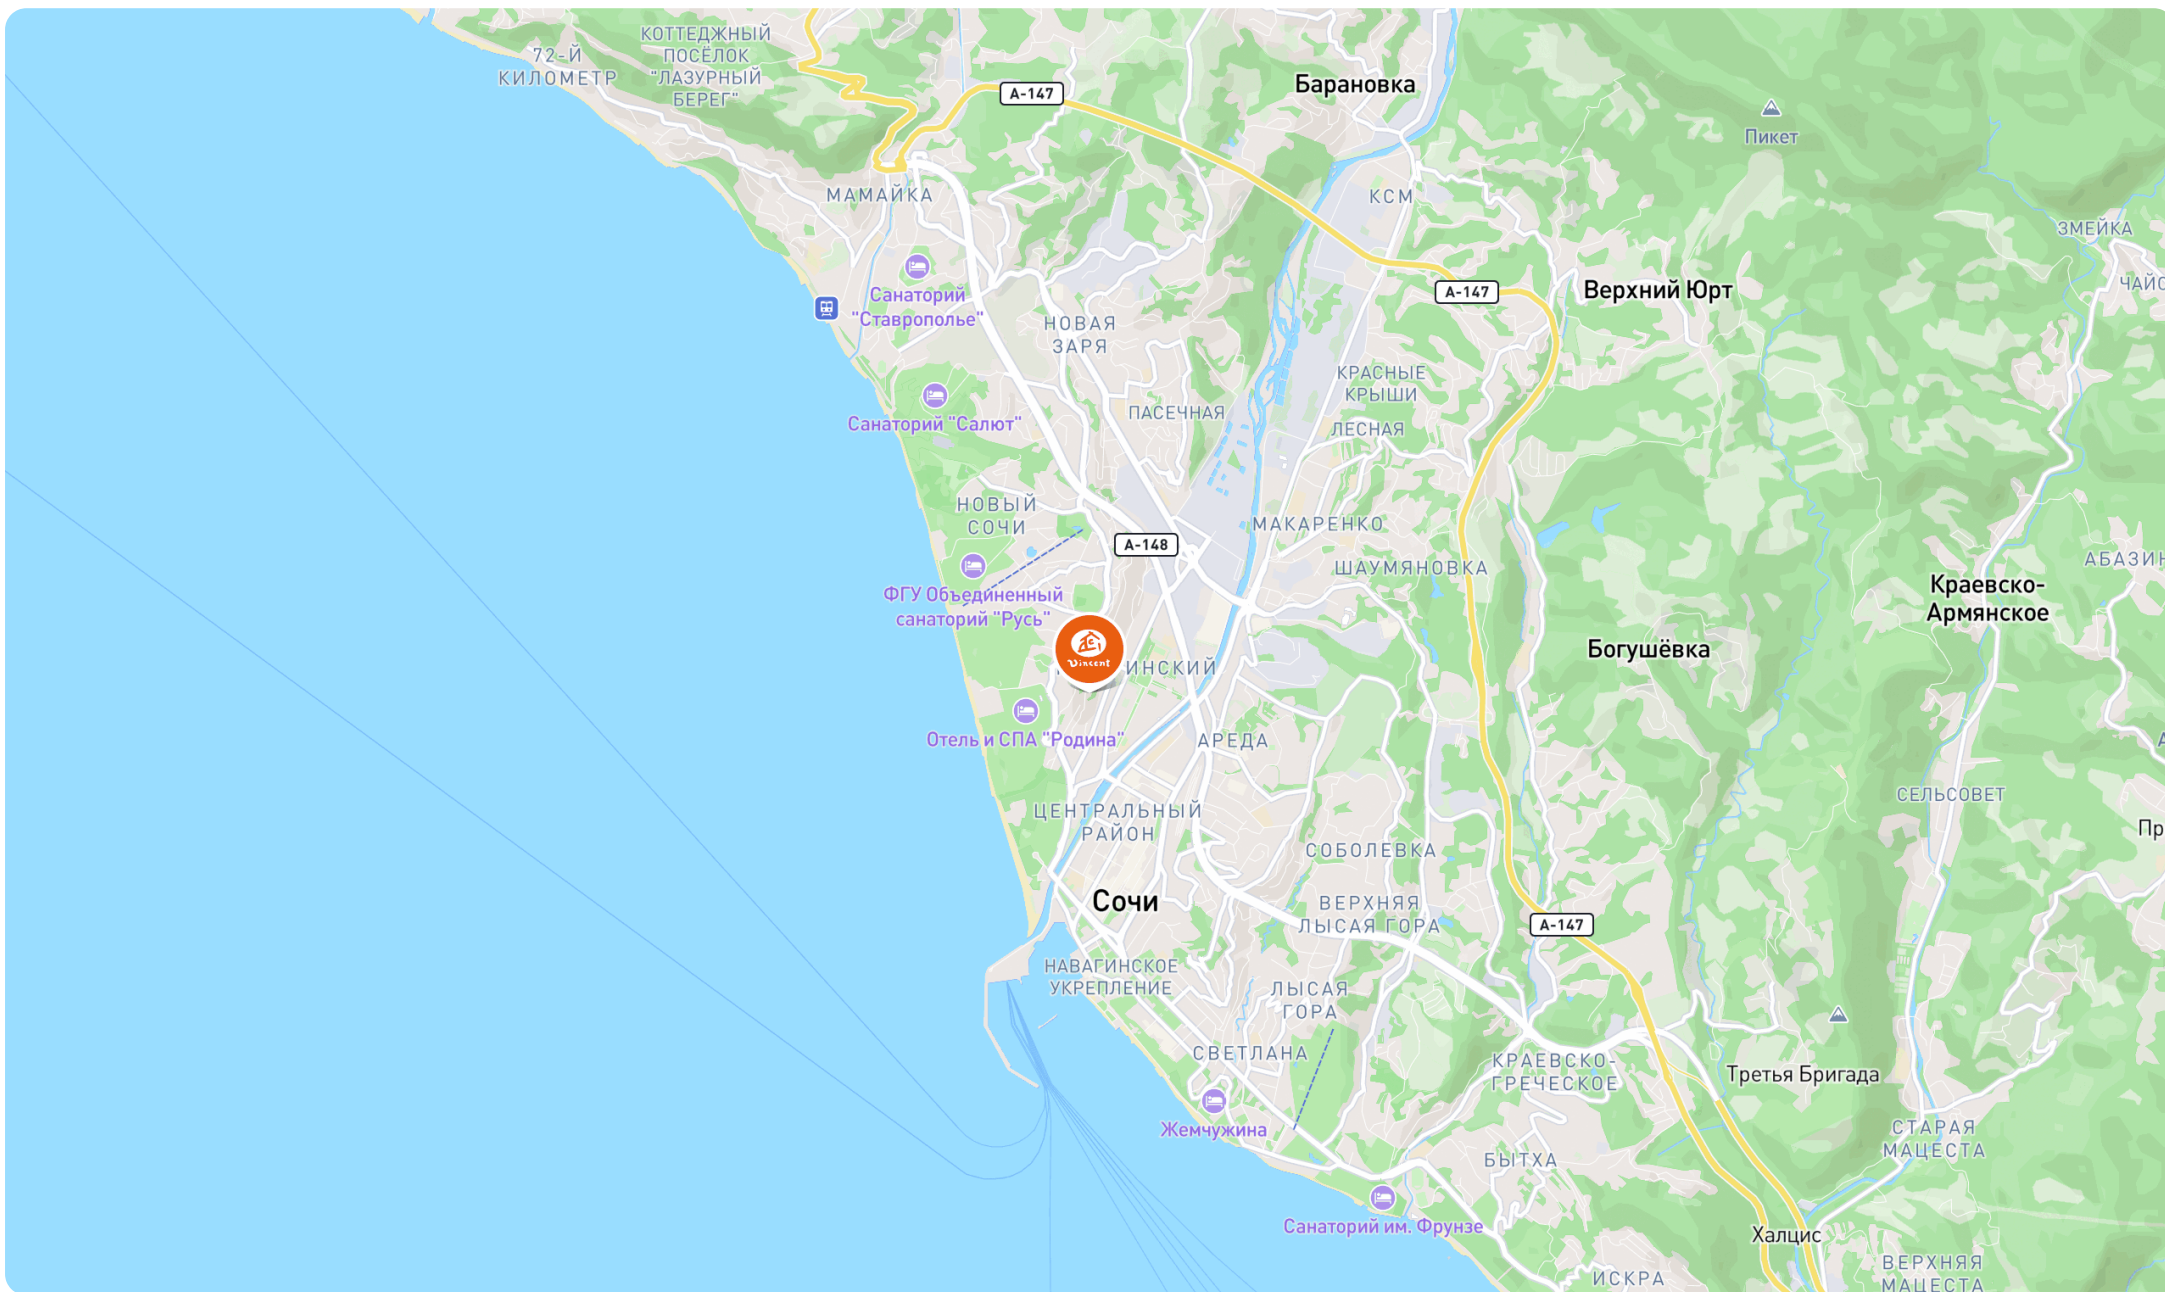 КОТТЕДЖНЫЙ
ПОСЁЛОК
"ЛАЗУРНЫЙ
БЕРЕГ"
72-Й
КИЛОМЕТР
А-147
Барановка
Пикет
МАМАЙКА
КСМ
ЗМЕЙКА
Санаторий
"Ставрополье"
А-147
Верхний Юрт
ЧАЙС
НОВАЯ
ЗАРЯ
КРАСНЫЕ
КРЫШИ
ПАСЕЧНАЯ
Санаторий "Салют"
ЛЕСНАЯ
НОВЫЙ
СОЧИ
МАКАРЕНКО
А-148
ШАУМЯНОВКА
АБАЗИН
Краевско-
Армянское
ФГУ Объединенный
санаторий "Русь"
Vincent
ИНСКИЙ
Богушёвка
Отель и СПА "Родина"
АРЕДА
СЕЛЬСОВЕТ
ЦЕНТРАЛЬНЫЙ
РАЙОН
Пр
СОБОЛЕВКА
Сочи
ВЕРХНЯЯ
ЛЫСАЯ ГОРА
А-147
НАВАГИНСКОЕ
УКРЕПЛЕНИЕ
ЛЫСАЯ
ГОРА
СВЕТЛАНА
КРАЕВСКО-
ГРЕЧЕСКОЕ
Третья Бригада
Жемчужина
СТАРАЯ
МАЦЕСТА
БЫТХА
Санаторий им. Фрунзе
Халцис
ВЕРХНЯЯ
МАЦЕСТА
ИСКРА